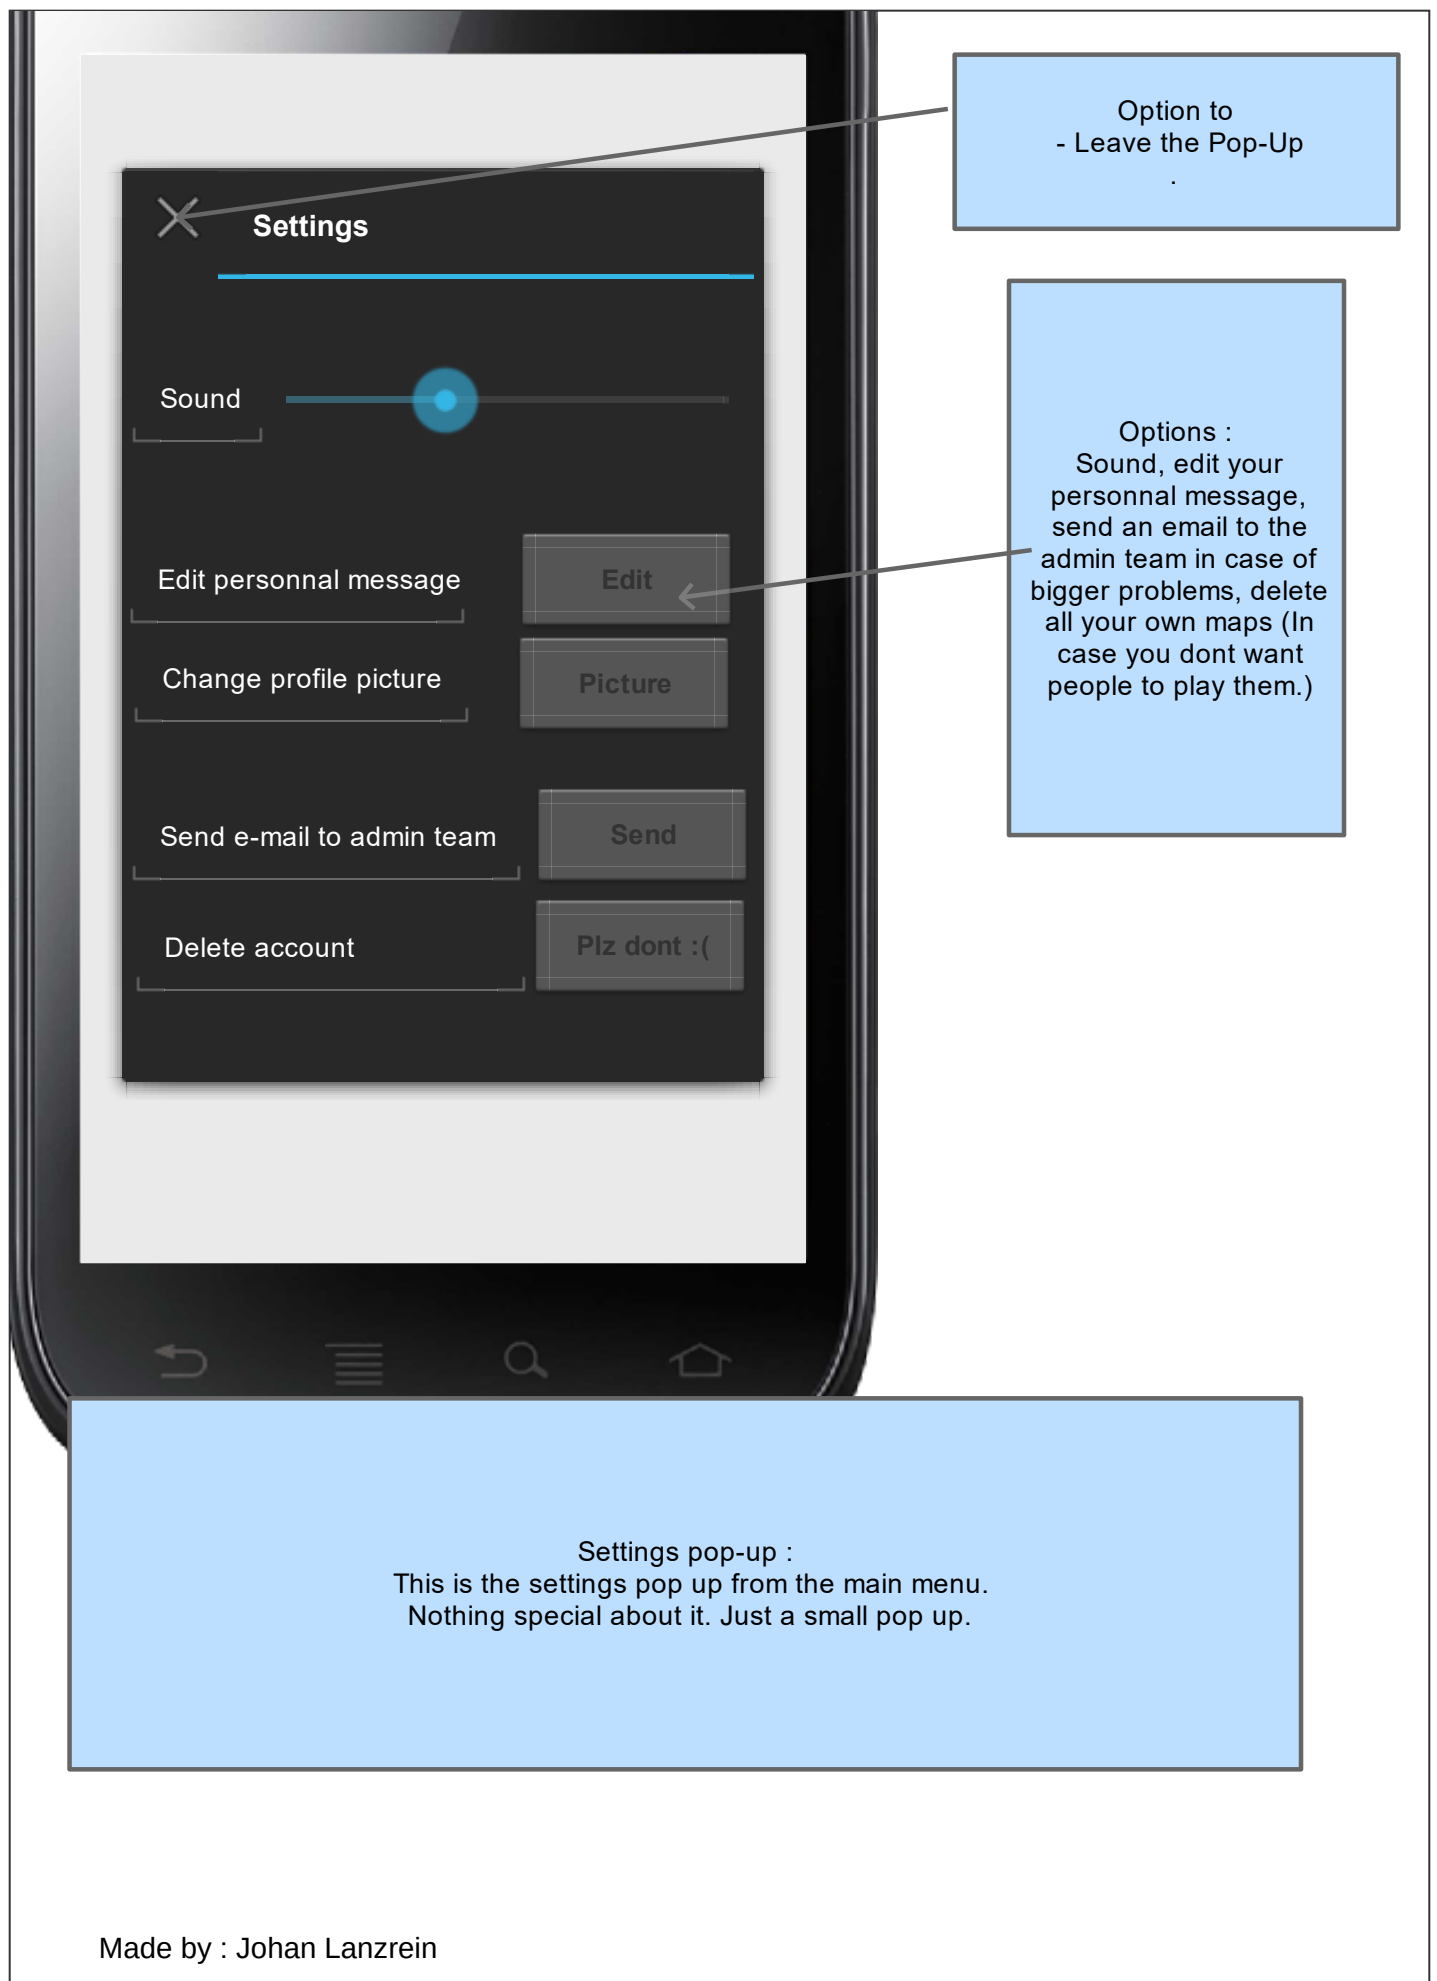 Option to
- Leave the Pop-Up
.
Settings
Sound
Options :
Sound, edit your
personnal message,
send an email to the
admin team in case of
bigger problems, delete
all your own maps (In
case you dont want
people to play them.)
Edit personnal message
Edit
Change profile picture
Picture
Send e-mail to admin team
Send
Delete account
Plz dont :(
Settings pop-up :
This is the settings pop up from the main menu.
Nothing special about it. Just a small pop up.
Made by : Johan Lanzrein